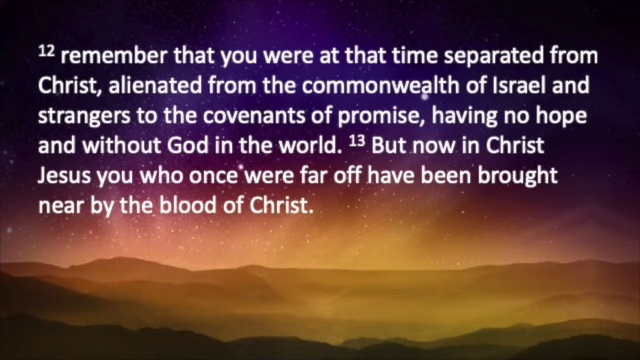 12 remember that you were at that time separated from
Christ, alienated from the commonwealth of Israel and
strangers to the covenants of promise, having no hope
and without God in the world. 13 But now in Christ
Jesus you who once were far off have been brought
near by the blood of Christ.